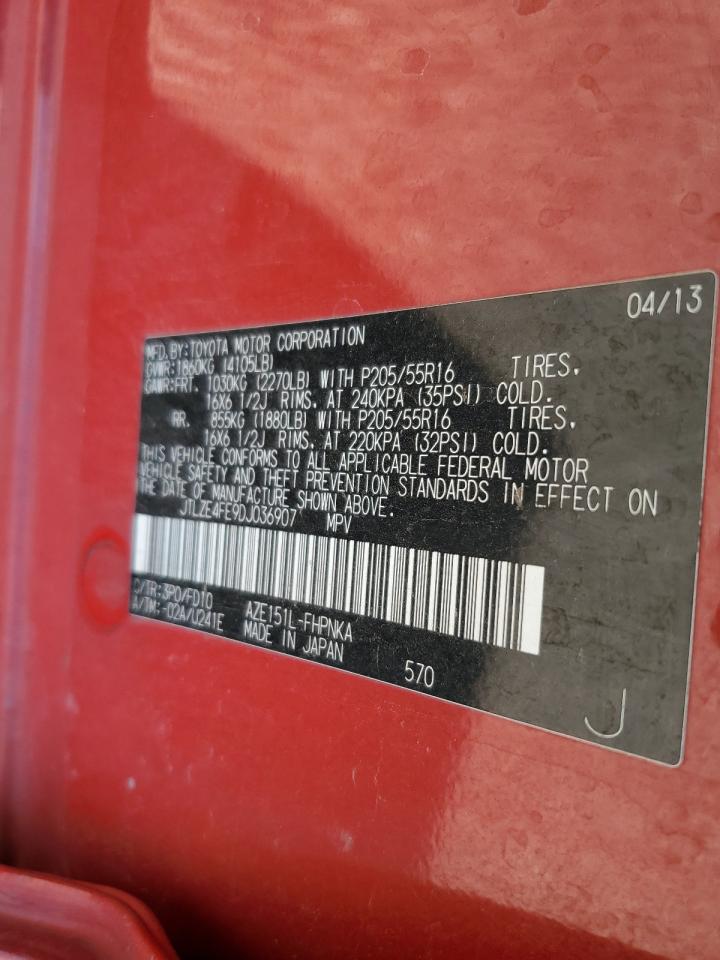 04/13
MFD. BY: TOYOTA MOTOR CORPORATION
GVWR: 1860KG (4105LB)
GAWR: FRT. 1030KG (2270LB) WITH P205/55R16 TIRES,
16X6 1/2J RIMS, AT 240KPA (35PSI) COLD.
RR. 855KG (1880LB) WITH P205/55R16 TIRES,
16X6 1/2J RIMS, AT 220KPA (32PSI) COLD.
THIS VEHICLE CONFORMS TO ALL APPLICABLE FEDERAL MOTOR
VEHICLE SAFETY AND THEFT PREVENTION STANDARDS IN EFFECT ON
THE DATE OF MANUFACTURE SHOWN ABOVE.
JTLZE4FE9DJ036907 MPV
C/TR: 3P0/FD10 AZE151L-FHPNKA
A/TM: -02A/U241E MADE IN JAPAN
570
J